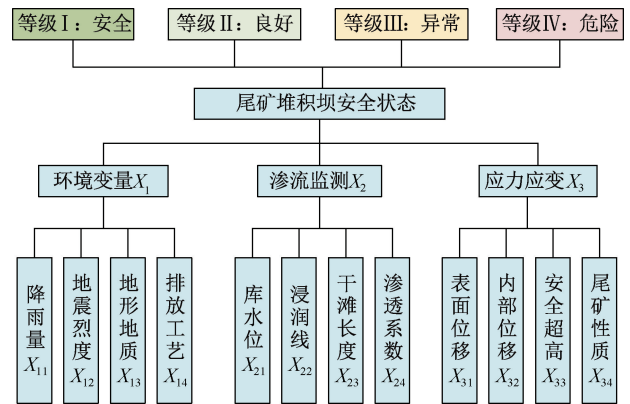 等级Ⅰ：安全
等级Ⅱ：良好
等级Ⅲ：异常
等级Ⅳ：危险
尾矿堆积坝安全状态
环境变量X₁
渗流监测X₂
应力应变X₃
降雨量X₁₁
地震烈度X₁₂
地形地质X₁₃
排放工艺X₁₄
库水位X₂₁
浸润线X₂₂
干滩长度X₂₃
渗透系数X₂₄
表面位移X₃₁
内部位移X₃₂
安全超高X₃₃
尾矿性质X₃₄